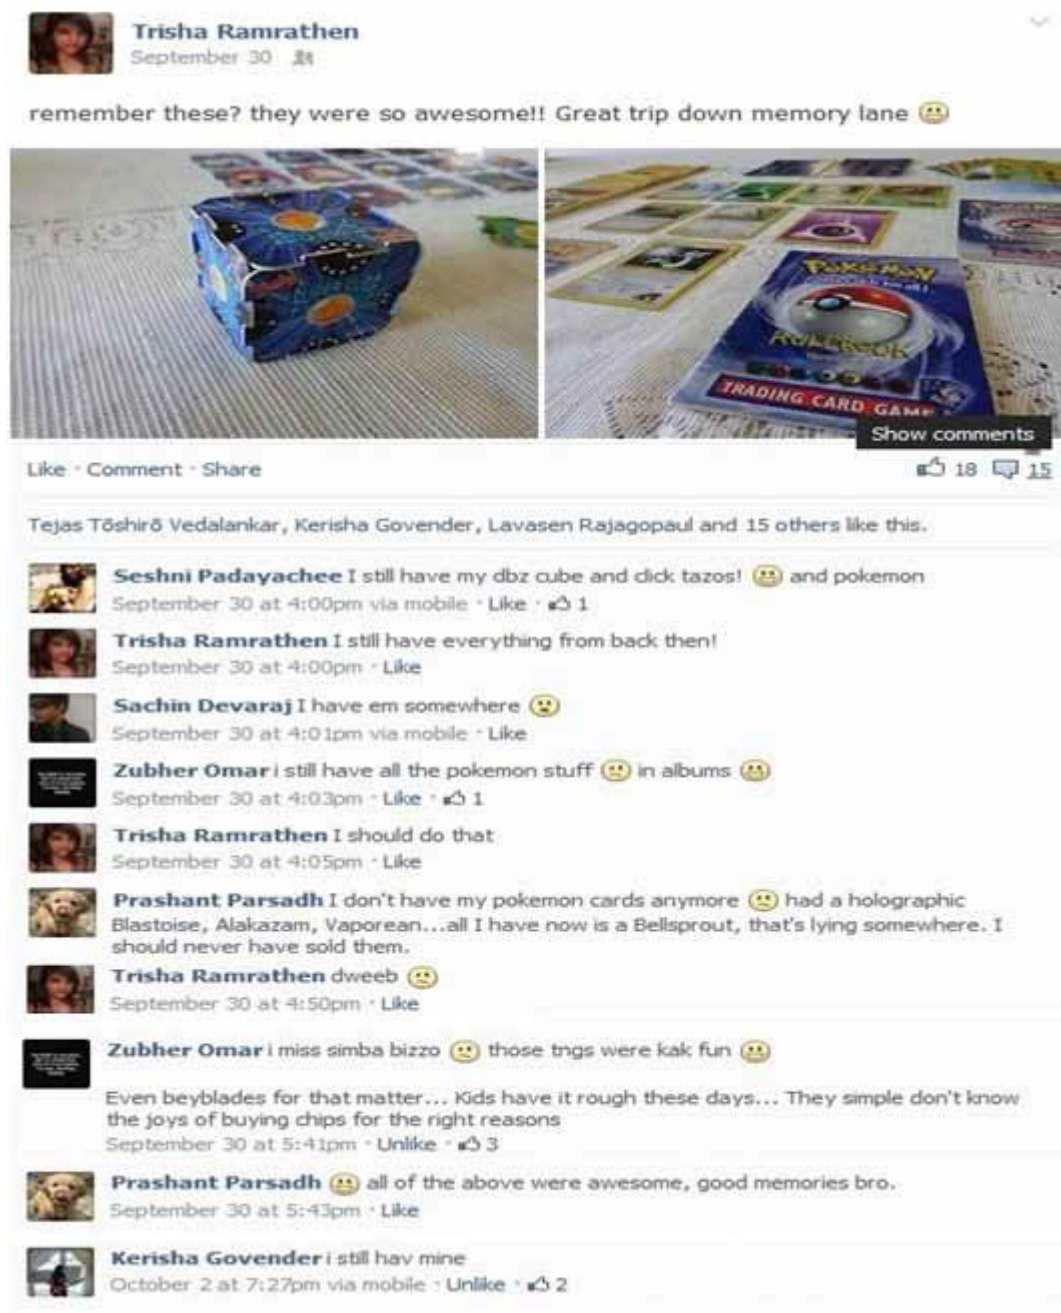 Trisha Ramrathen
September 30
remember these? they were so awesome!! Great trip down memory lane
POKéMON
RULEBOOK
TRADING CARD GAME
Show comments
Like · Comment · Share
18 15
Tejas Tōshirō Vedalankar, Kerisha Govender, Lavasen Rajagopaul and 15 others like this.
Seshni Padayachee I still have my dbz cube and click tazos! and pokemon
September 30 at 4:00pm via mobile · Like · 1
Trisha Ramrathen I still have everything from back then!
September 30 at 4:00pm · Like
Sachin Devaraj I have em somewhere
September 30 at 4:01pm via mobile · Like
Zubher Omar i still have all the pokemon stuff in albums
September 30 at 4:03pm · Like · 1
Trisha Ramrathen I should do that
September 30 at 4:05pm · Like
Prashant Parsadh I don't have my pokemon cards anymore had a holographic
Blastoise, Alakazam, Vaporean...all I have now is a Bellsprout, that's lying somewhere. I
should never have sold them.
Trisha Ramrathen dweeb
September 30 at 4:50pm · Like
Zubher Omar i miss simba bizzo those tngs were kak fun
Even beyblades for that matter... Kids have it rough these days... They simple don't know
the joys of buying chips for the right reasons
September 30 at 5:41pm · Unlike · 3
Prashant Parsadh all of the above were awesome, good memories bro.
September 30 at 5:43pm · Like
Kerisha Govender i still hav mine
October 2 at 7:27pm via mobile · Unlike · 2